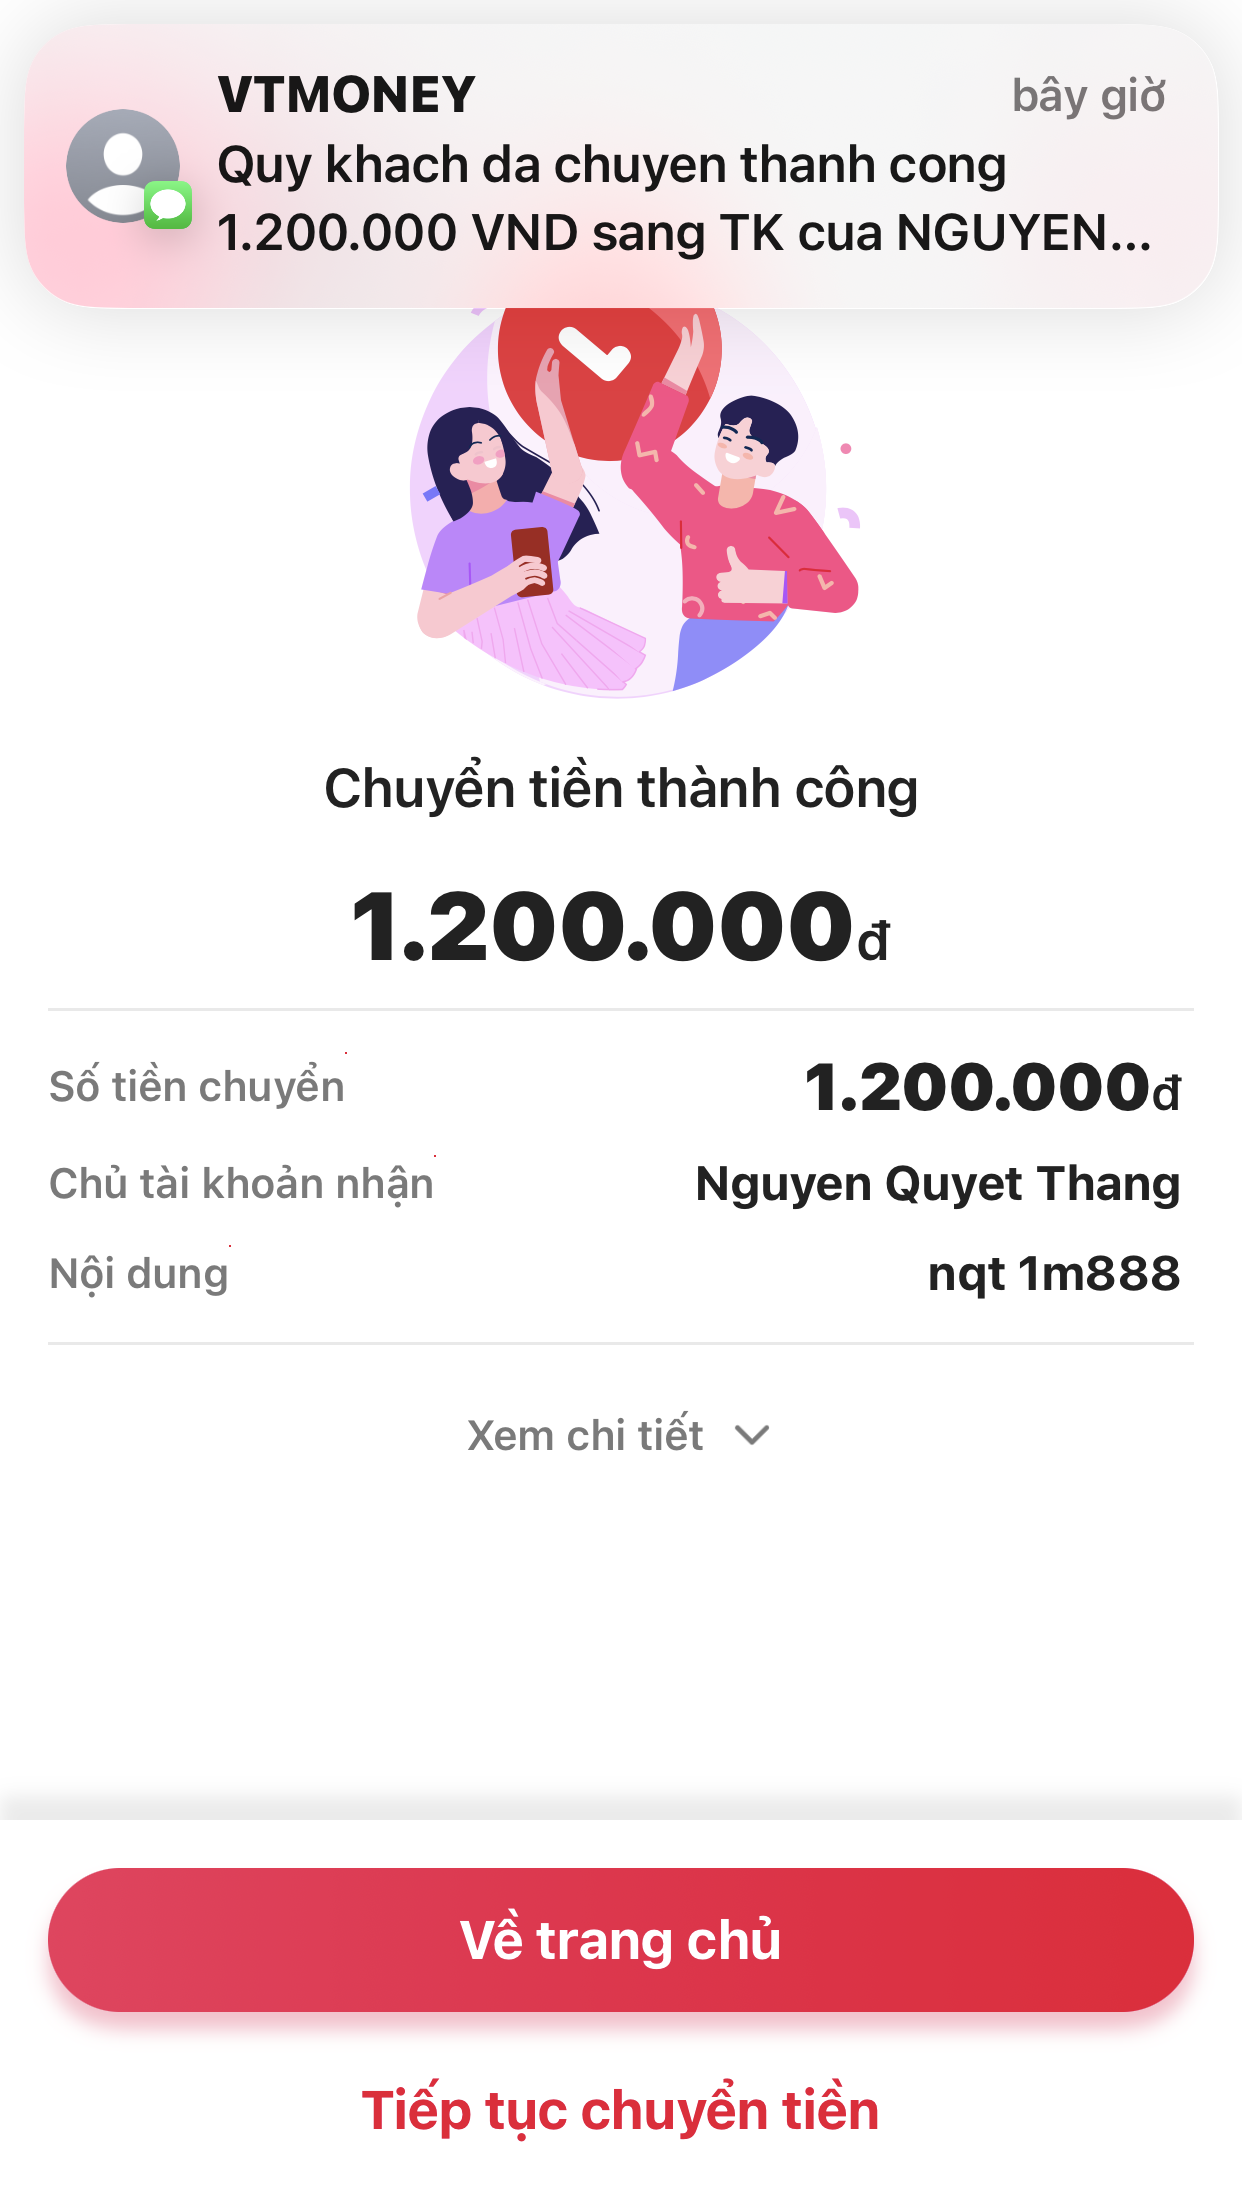 VTMONEY
bây giờ
Quy khach da chuyen thanh cong
1.200.000 VND sang TK cua NGUYEN...
Chuyển tiền thành công
1.200.000đ
Số tiền chuyển
1.200.000đ
Chủ tài khoản nhận
Nguyen Quyet Thang
Nội dung
nqt 1m888
Xem chi tiết
Về trang chủ
Tiếp tục chuyển tiền